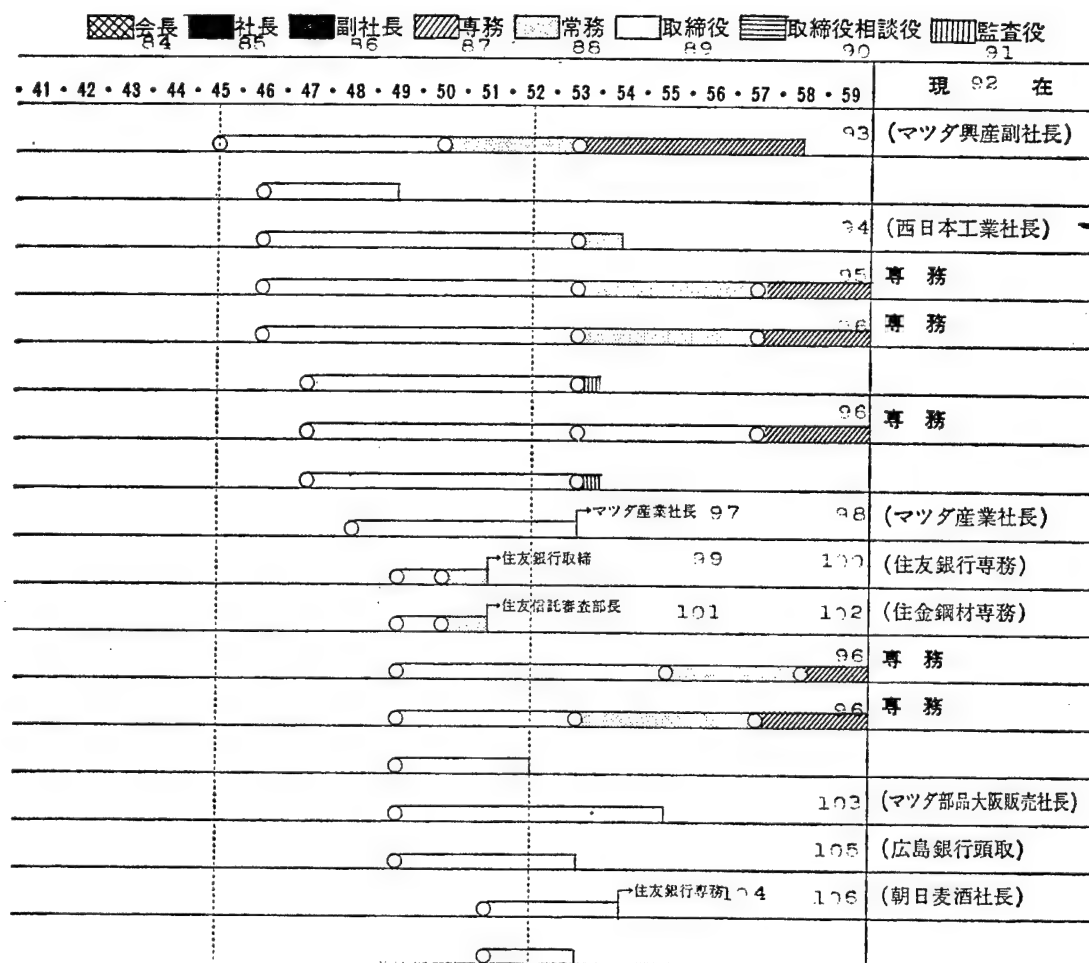 会長 社長 副社長 専務 常務 取締役 取締役相談役 監査役
84 85 86 87 88 89 90 91
・41・42・43・44・45・46・47・48・49・50・51・52・53・54・55・56・57・58・59 現 92 在
93 (マツダ興産副社長)
94 (西日本工業社長)
95 専務
96 専務
96 専務
マツダ産業社長 97 98 (マツダ産業社長)
住友銀行取締 99 100 (住友銀行専務)
住友信託審査部長 101 102 (住金鋼材専務)
96 専務
96 専務
103 (マツダ部品大阪販売社長)
105 (広島銀行頭取)
住友銀行専務104 106 (朝日麦酒社長)